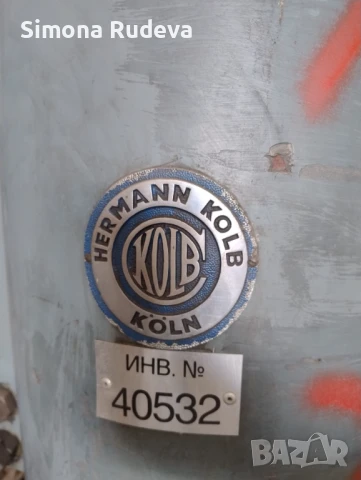 Simona Rudeva
HERMANN KOLB
KOLB
KÖLN
ИНВ. №
40532
BAZAR